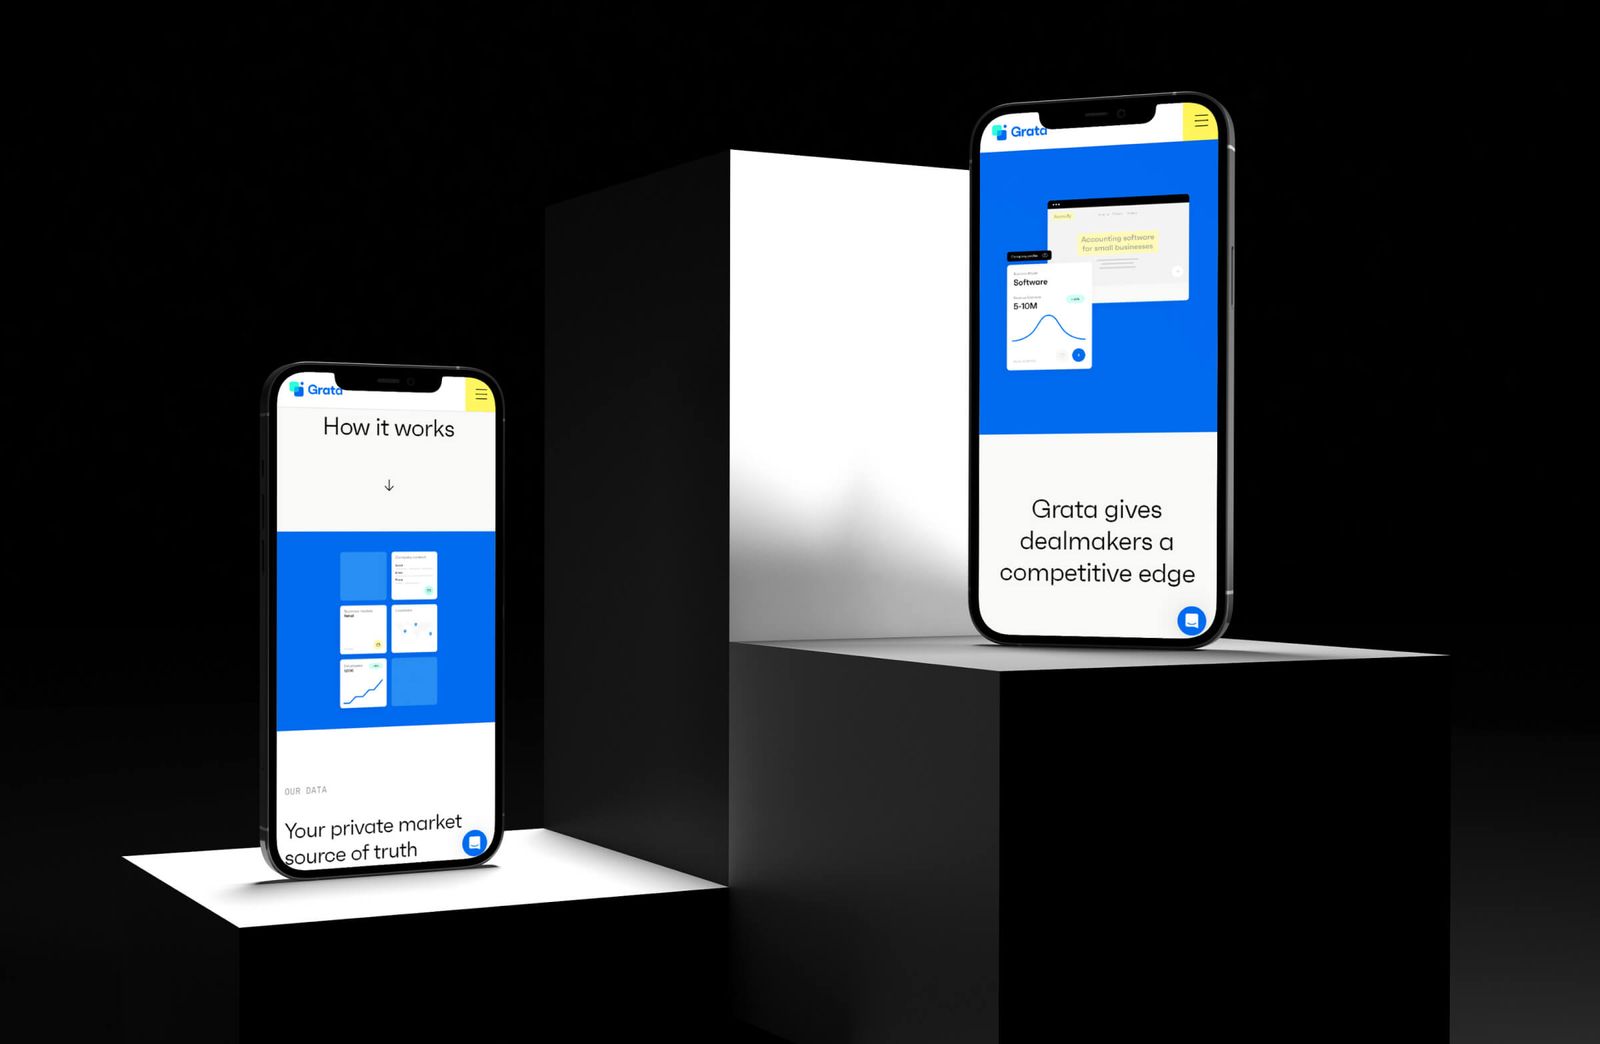 Grata
How it works
Retail
OUR DATA
Your private market
source of truth
Grata
Accounting software
for small businesses
Software
5-10M
Grata gives
dealmakers a
competitive edge